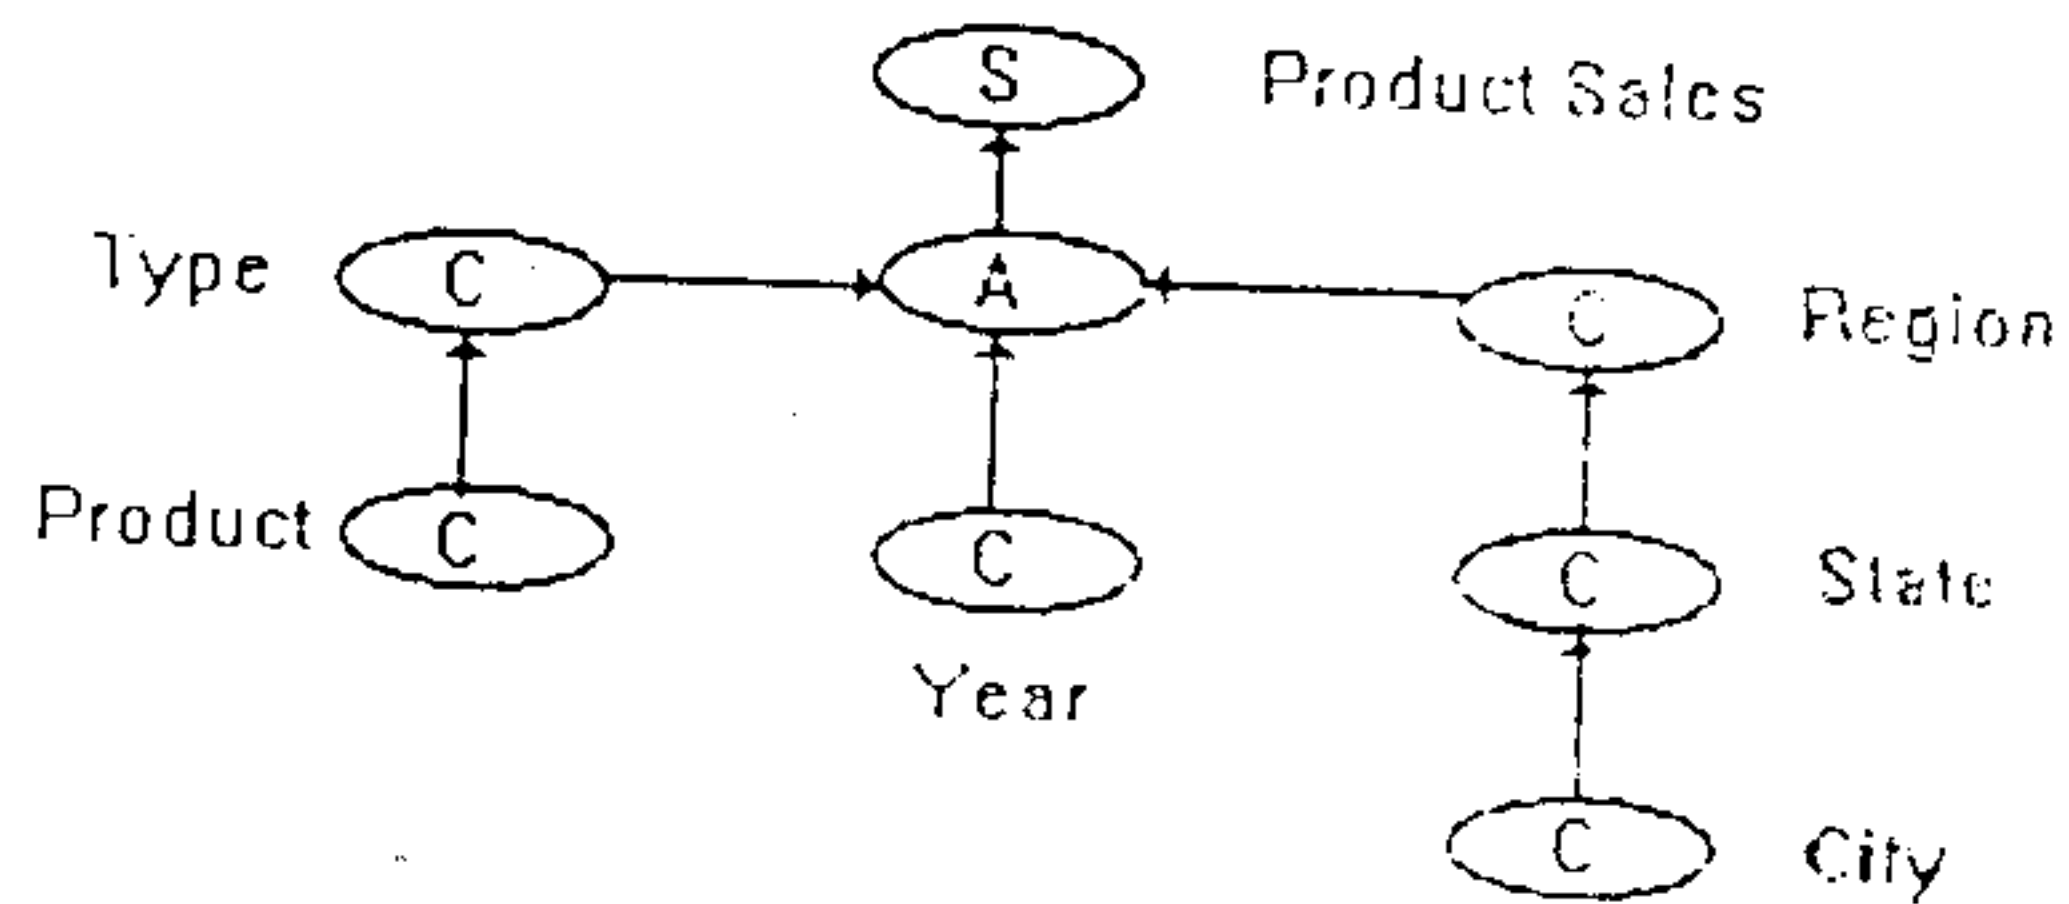 S Product Sales
Type C A C Region
Product C C C State
Year
C City